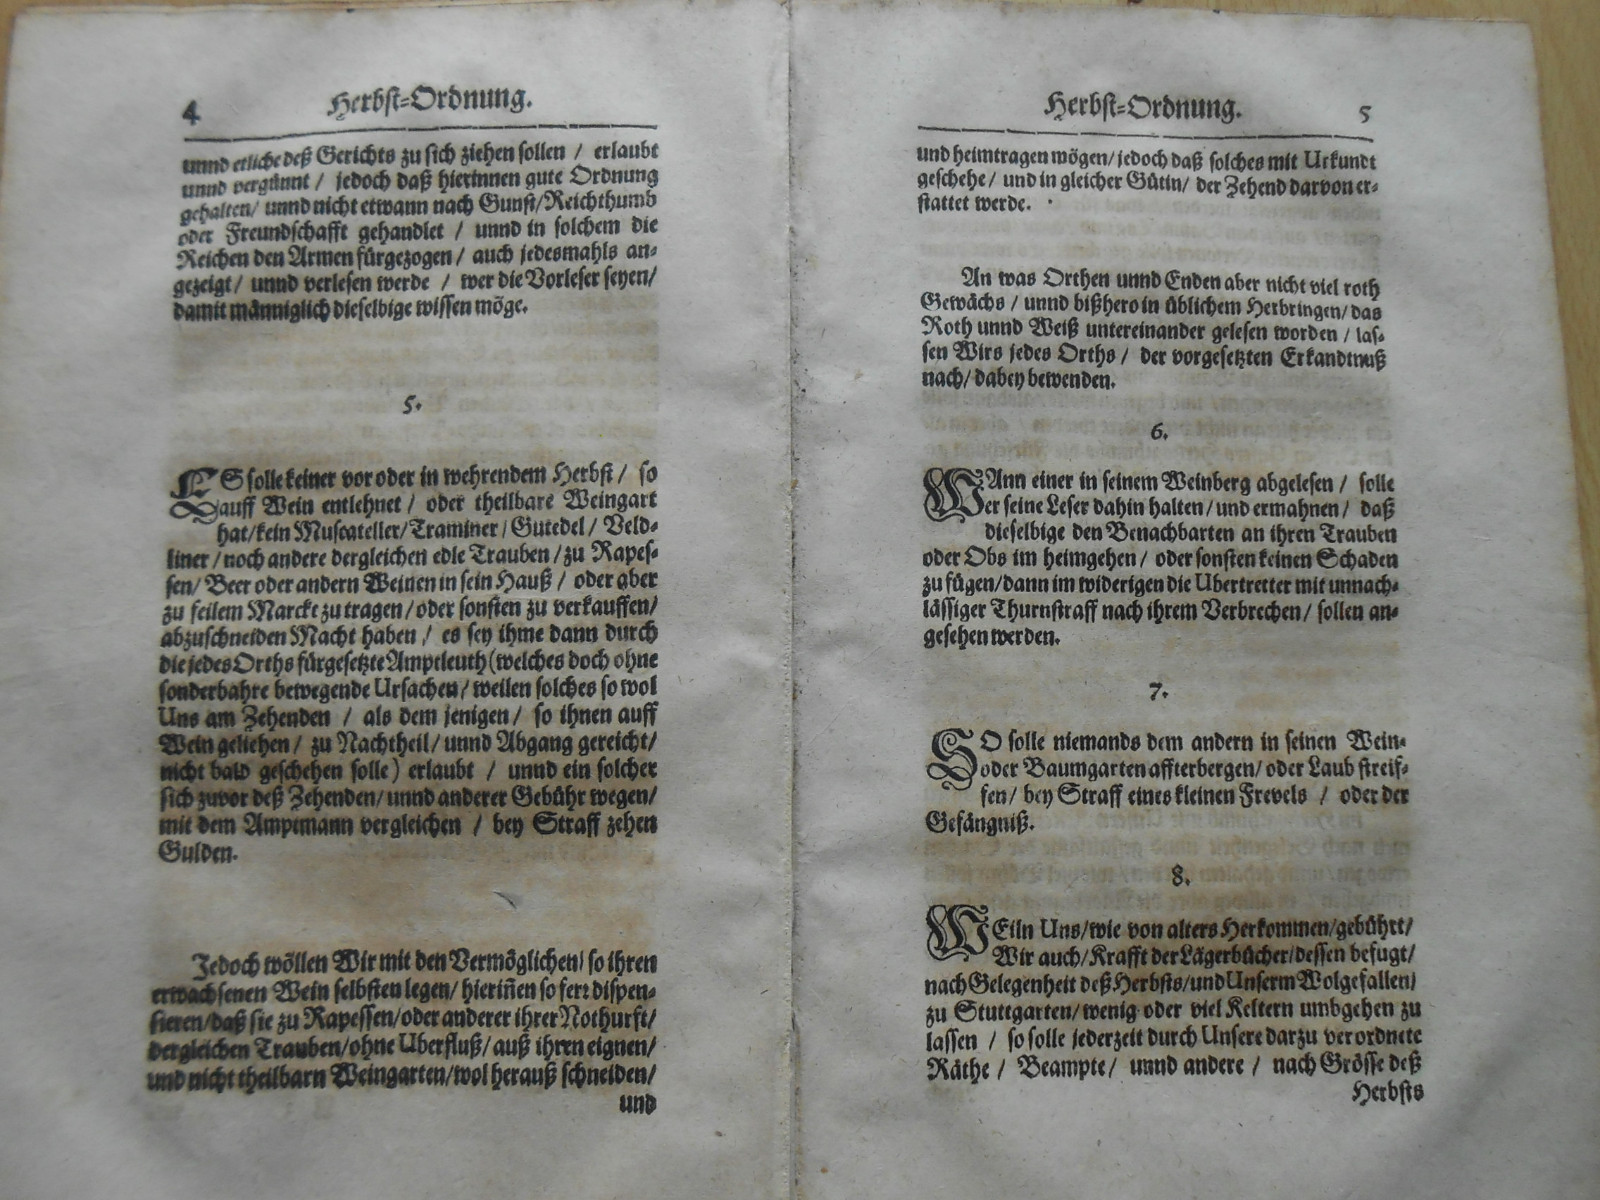 4
Herbst-Ordnung.
unnd etliche deß Gerichts zu sich ziehen sollen / erlaubt
unnd vergünnt / jedoch daß hierinnen gute Ordnung
gehalten / unnd nicht etwann nach Gunst / Reichthumb
oder Freundschafft gehandlet / unnd in solchem die
Reichen den Armen fürgezogen / auch jedesmahls an-
gezeigt / unnd verlesen werde / wer die Vorleser seyen /
damit männiglich dieselbige wissen möge.
5.
ES solle keiner vor oder in wehrendem Herbst / so
auff Wein entlehnet / oder theilbare Weingart
hat / kein Muscateller / Traminer / Gutedel / Veld-
liner / noch andere dergleichen edle Trauben / zu Rapes-
sen / Beer oder andern Weinen in sein Hauß / oder aber
zu feilem Marckt zu tragen / oder sonsten zu verkauffen /
abzuschneiden Macht haben / es sey ihme dann durch
die jedes Orths fürgesetzte Amptleuth (welches doch ohne
sonderbahre bewegende Ursachen / weilen solches so wol
Uns am Zehenden / als dem jenigen / so ihnen auff
Wein geliehen / zu Nachtheil / unnd Abgang gereicht /
nicht bald geschehen solle) erlaubt / unnd ein solcher
sich zuvor deß Zehenden / unnd anderer Gebühr wegen /
mit dem Amptmann vergleichen / bey Straff zehen
Gulden.
Jedoch wöllen Wir mit den Vermöglichen / so ihren
erwachsenen Wein selbsten legen / hierinen so ferr dispen-
sieren / daß sie zu Rapessen / oder anderer ihrer Nothurft /
dergleichen Trauben / ohne Uberfluß / auß ihren eignen /
und nicht theilbarn Weingarten / wol herauß schneiden /
und
Herbst-Ordnung.
5
und heimtragen mögen / jedoch daß solches mit Urkundt
geschehe / und in gleicher Gütin / der Zehend darvon er-
stattet werde.
An was Orthen unnd Enden aber nicht viel roth
Gewächs / unnd bißhero in üblichem Herbringen / das
Roth unnd Weiß untereinander gelesen worden / las-
sen Wirs jedes Orths / der vorgesetzten Erkandtnuß
nach / dabey bewenden.
6.
WAnn einer in seinem Weinberg abgelesen / solle
er seine Leser dahin halten / und ermahnen / daß
dieselbige den Benachbarten an ihren Trauben
oder Obs im heimgehen / oder sonsten keinen Schaden
zu fügen / dann im widerigen die Ubertretter mit unnach-
lässiger Thurnstraff nach ihrem Verbrechen / sollen an-
gesehen werden.
7.
SO solle niemands dem andern in seinen Wein-
oder Baumgarten affterbergen / oder Laub streif-
fen / bey Straff eines kleinen Frevels / oder der
Gefängniß.
8.
WEiln Uns / wie von alters Herkommen / gebührt /
Wir auch / Krafft der Lägerbücher / dessen befugt /
nach Gelegenheit deß Herbsts / und Unserm Wolgefallen /
zu Stuttgarten / wenig oder viel Keltern umbgehen zu
lassen / so solle jederzeit durch Unsere darzu verordnete
Räthe / Beampte / unnd andere / nach Grösse deß
Herbsts